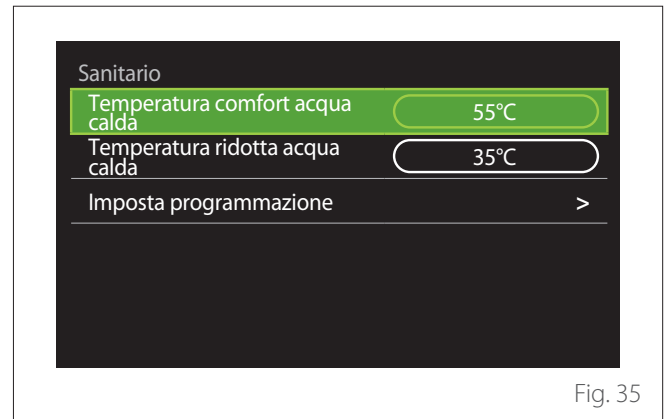 Sanitario
Temperatura comfort acqua
calda
55°C
Temperatura ridotta acqua
calda
35°C
Imposta programmazione >
Fig. 35